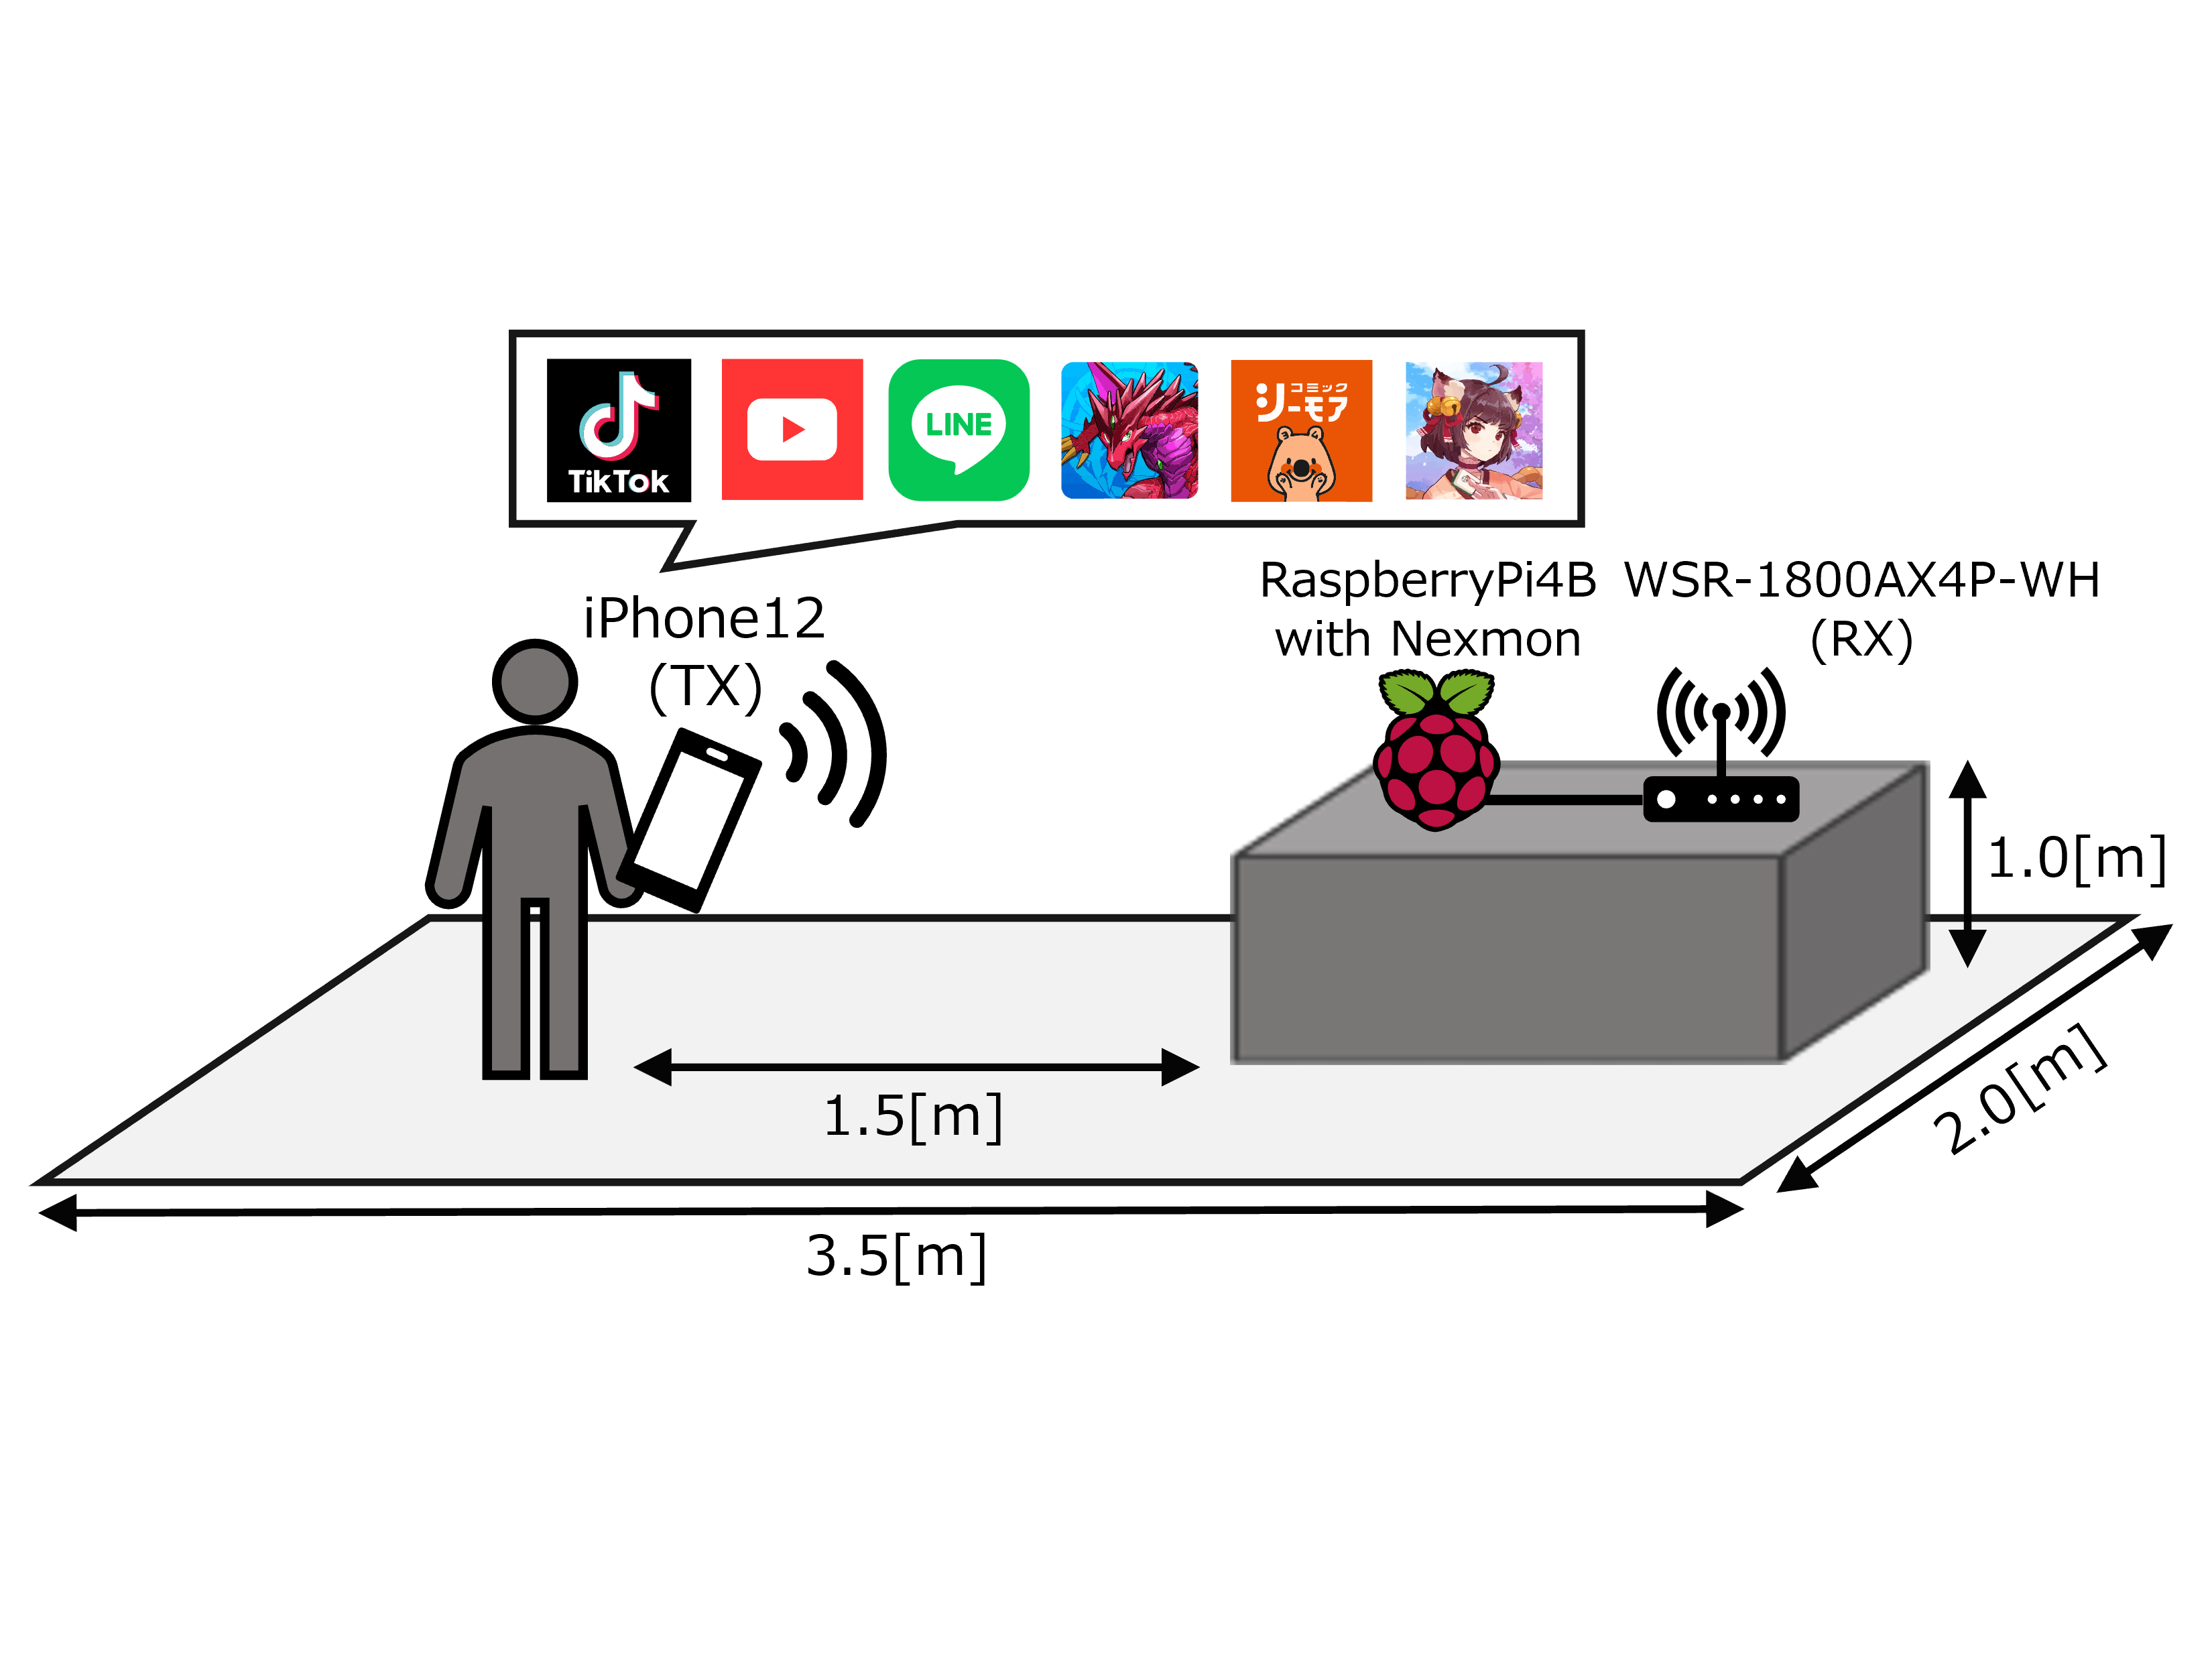 TikTok
LINE
コミック
シーモア
iPhone12
(TX)
RaspberryPi4B
with Nexmon
WSR-1800AX4P-WH
(RX)
1.0[m]
1.5[m]
2.0[m]
3.5[m]